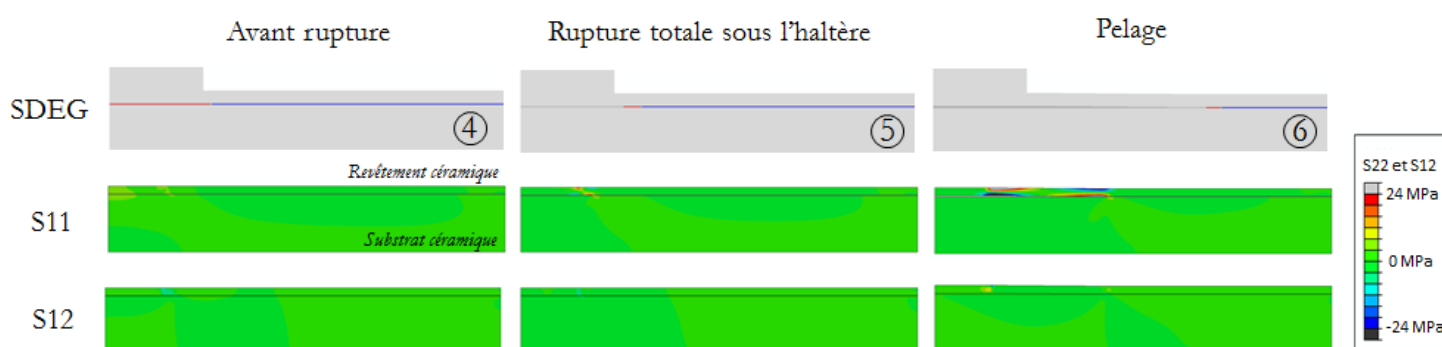 Avant rupture
Rupture totale sous l'haltère
Pelage
SDEG
④
⑤
⑥
Revêtement céramique
S22 et S12
24 MPa
S11
Substrat céramique
0 MPa
S12
-24 MPa